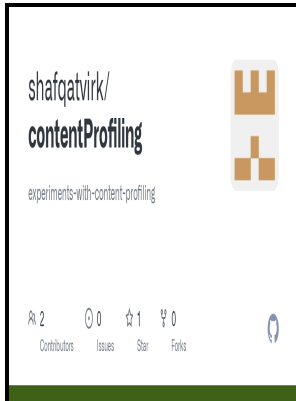 shafqatvirk/
contentProfiling
experiments-with-content-profiling
2 0 1 0
Contributors Issues Star Forks